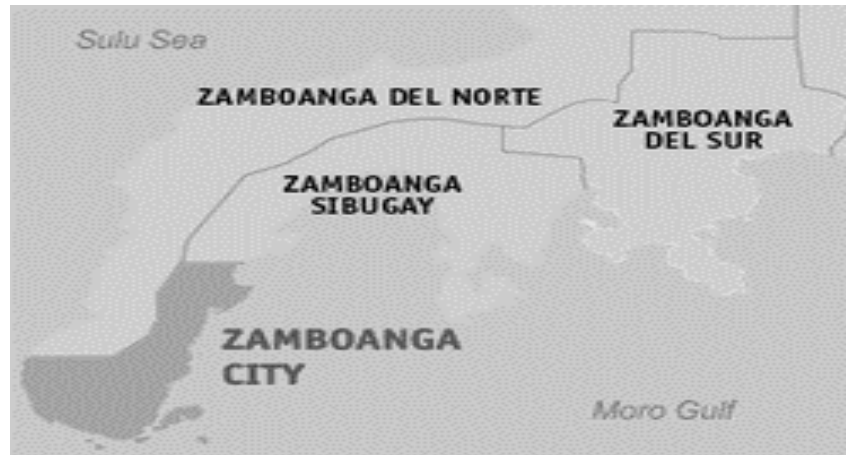 Sulu Sea
ZAMBOANGA DEL NORTE
ZAMBOANGA
DEL SUR
ZAMBOANGA
SIBUGAY
ZAMBOANGA
CITY
Moro Gulf